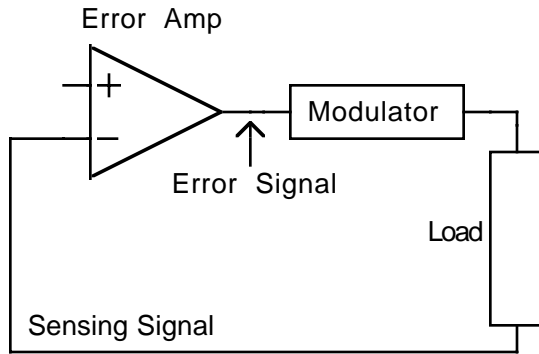 Error Amp
+
Modulator
−
Error Signal
Load
Sensing Signal